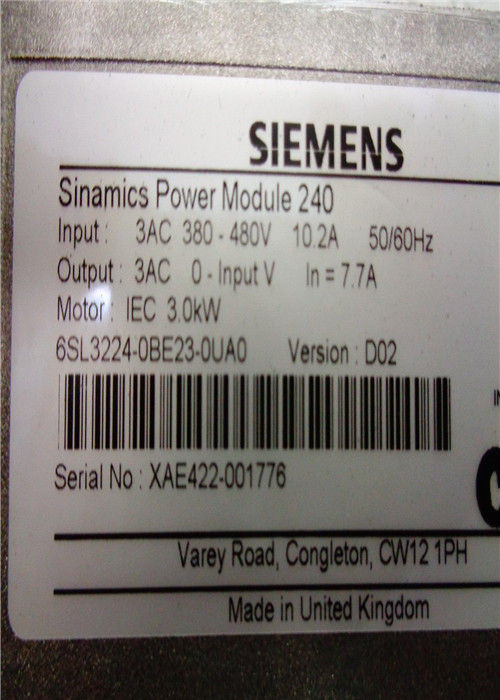 SIEMENS
Sinamics Power Module 240
Input : 3AC 380 - 480V 10.2A 50/60Hz
Output : 3AC 0 - Input V In = 7.7A
Motor : IEC 3.0kW
6SL3224-0BE23-0UA0 Version : D02
Serial No : XAE422-001776
Varey Road, Congleton, CW12 1PH
Made in United Kingdom